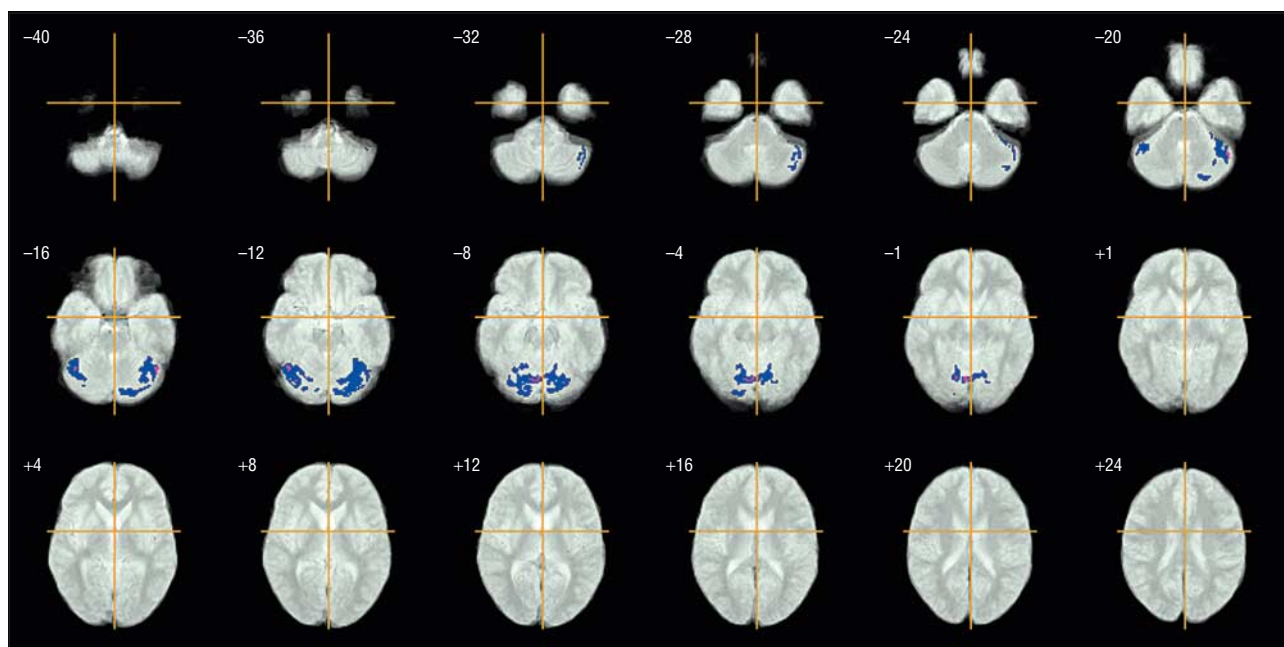 –40 –36 –32 –28 –24 –20
–16 –12 –8 –4 –1 +1
+4 +8 +12 +16 +20 +24